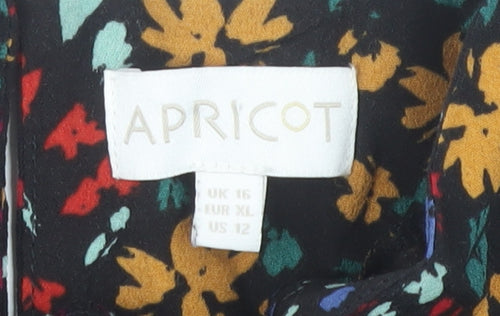 APRICOT
UK 16
EUR XL
US 12